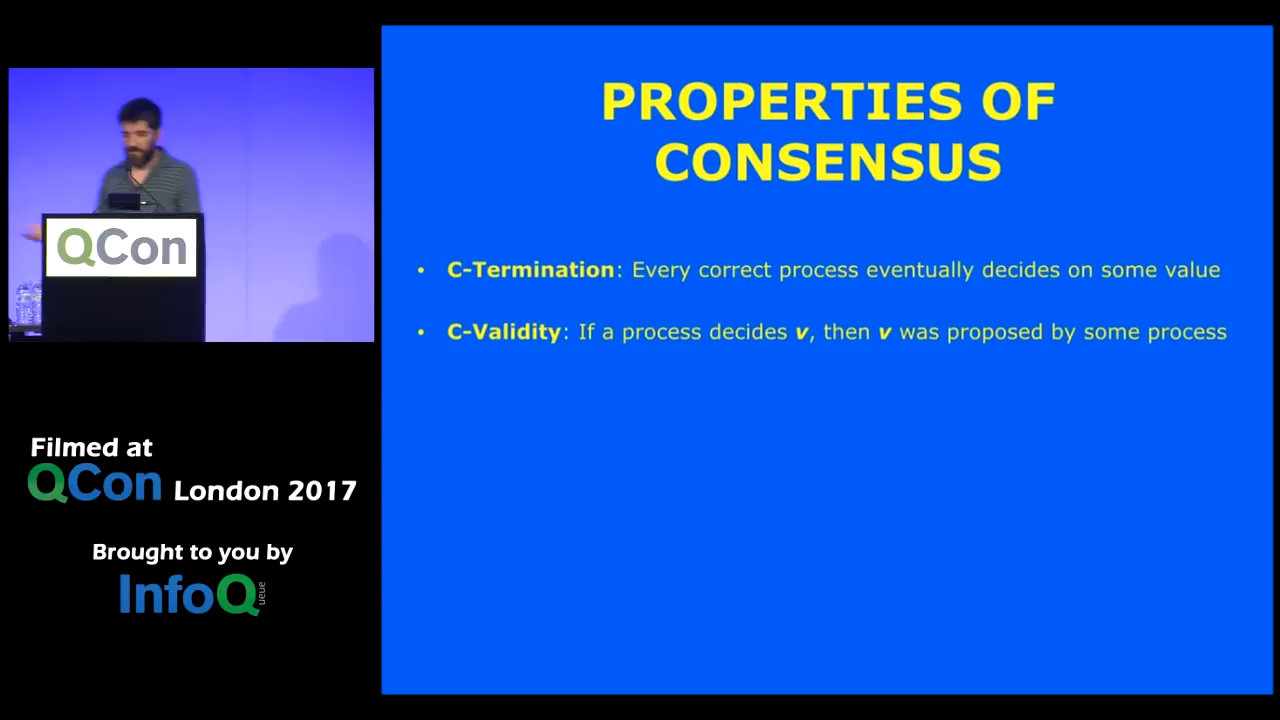 PROPERTIES OF
CONSENSUS
• C-Termination: Every correct process eventually decides on some value
• C-Validity: If a process decides v, then v was proposed by some process
QCon
Filmed at
QCon London 2017
Brought to you by
InfoQ
ueue